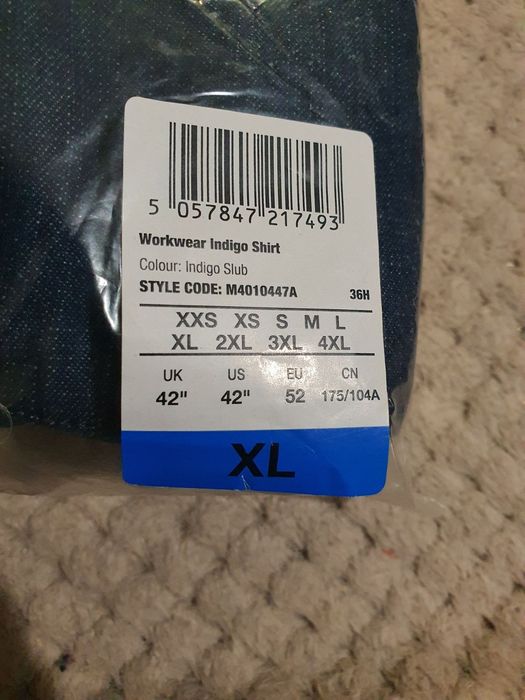 5 057847 217493
Workwear Indigo Shirt
Colour: Indigo Slub
STYLE CODE: M4010447A 36H
XXS XS S M L
XL 2XL 3XL 4XL
UK US EU CN
42" 42" 52 175/104A
XL